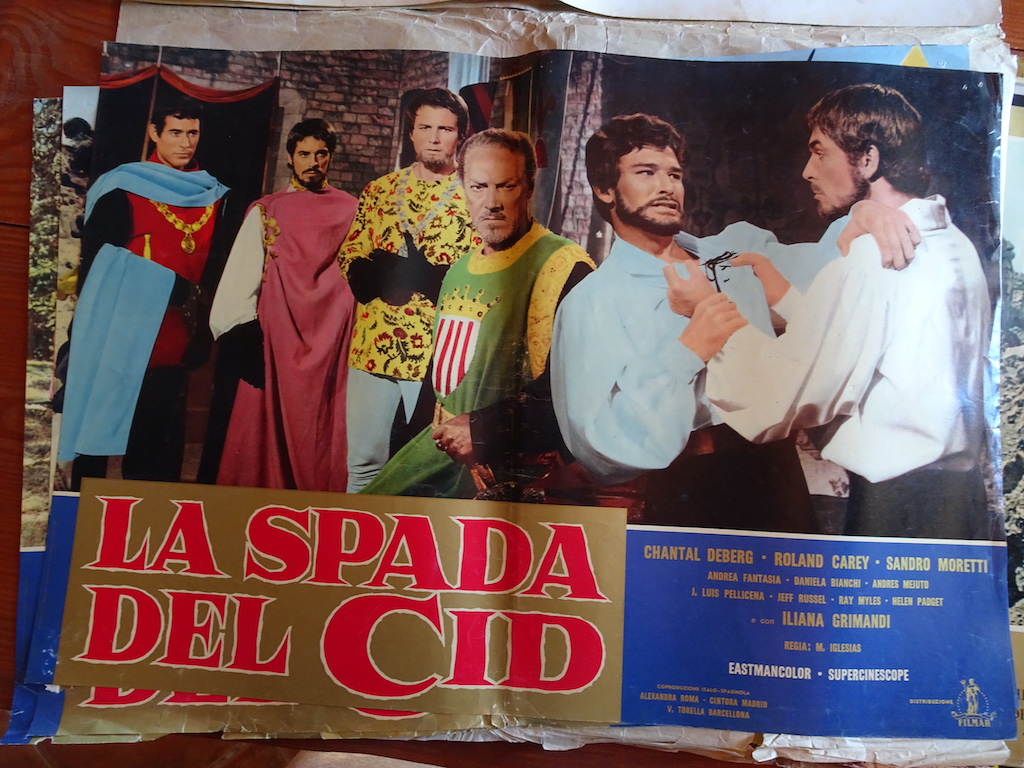 LA SPADA
DEL CID
CHANTAL DEBERG · ROLAND CAREY · SANDRO MORETTI
ANDREA FANTASIA · DANIELA BIANCHI · ANDRES MEJUTO
J. LUIS PELLICENA · JEFF RUSSEL · RAY MYLES · HELEN PADGET
e con ILIANA GRIMANDI
REGIA: M. IGLESIAS
EASTMANCOLOR · SUPERCINESCOPE
COPRODUZIONE ITALO-SPAGNOLA
ALEXANDRA ROMA - CINTORA MADRID
V. TORELLA BARCELLONA
DISTRIBUZIONE
FILMAR